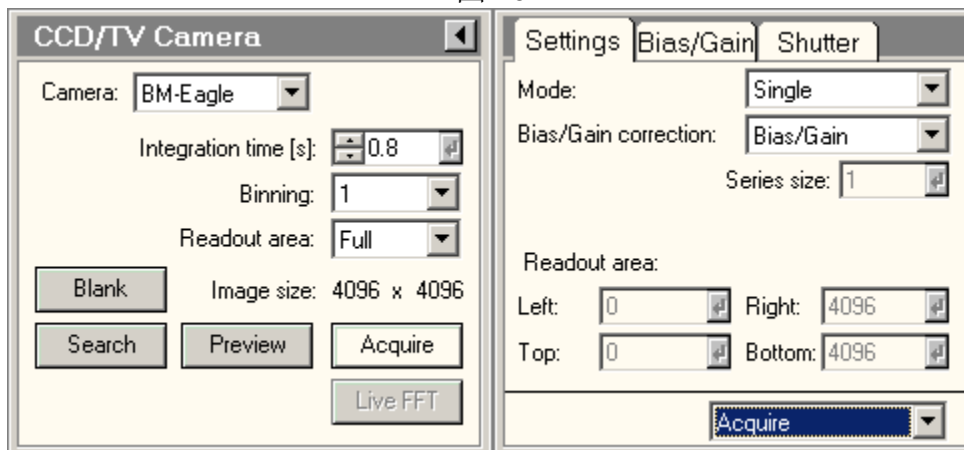 CCD/TV Camera
Camera: BM-Eagle
Integration time [s]: 0.8
Binning: 1
Readout area: Full
Blank Image size: 4096 x 4096
Search Preview Acquire
Live FFT
Settings Bias/Gain Shutter
Mode: Single
Bias/Gain correction: Bias/Gain
Series size: 1
Readout area:
Left: 0 Right: 4096
Top: 0 Bottom: 4096
Acquire